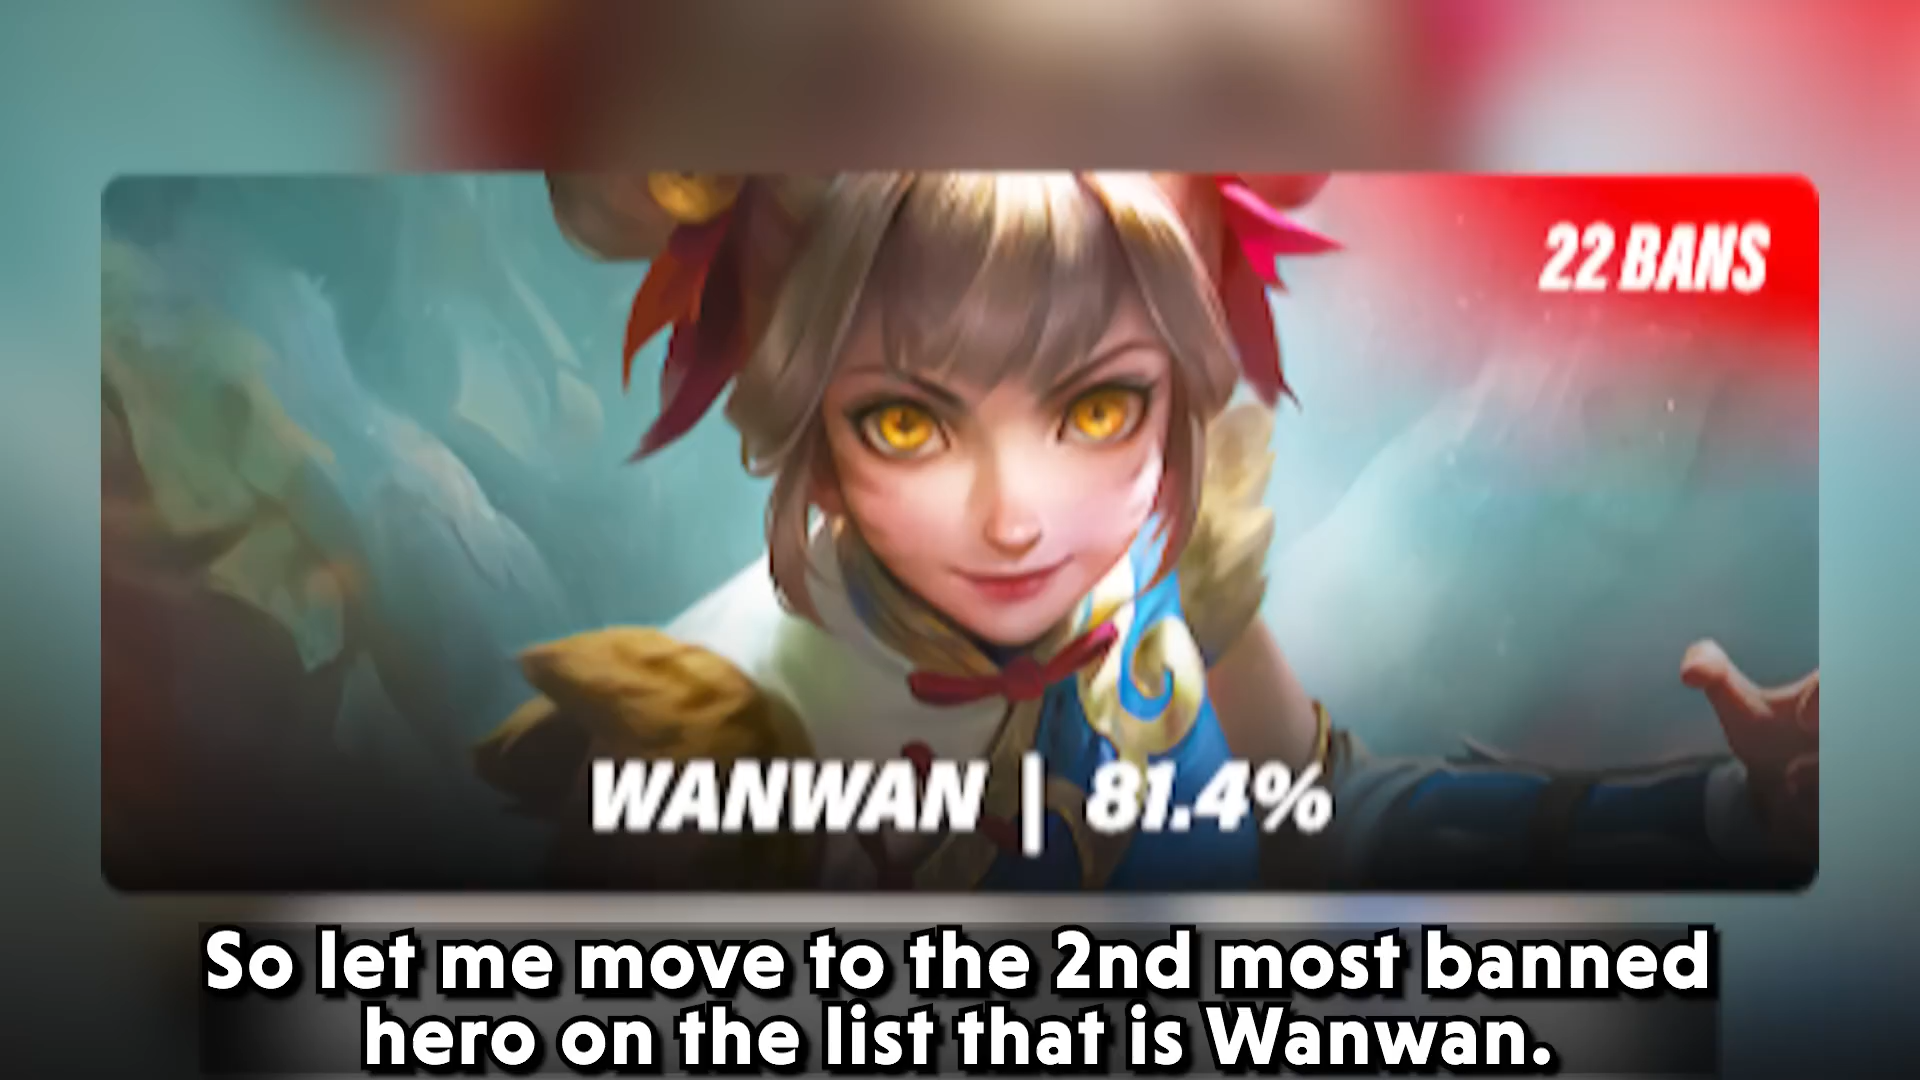 22 BANS
WANWAN | 81.4%
So let me move to the 2nd most banned
hero on the list that is Wanwan.